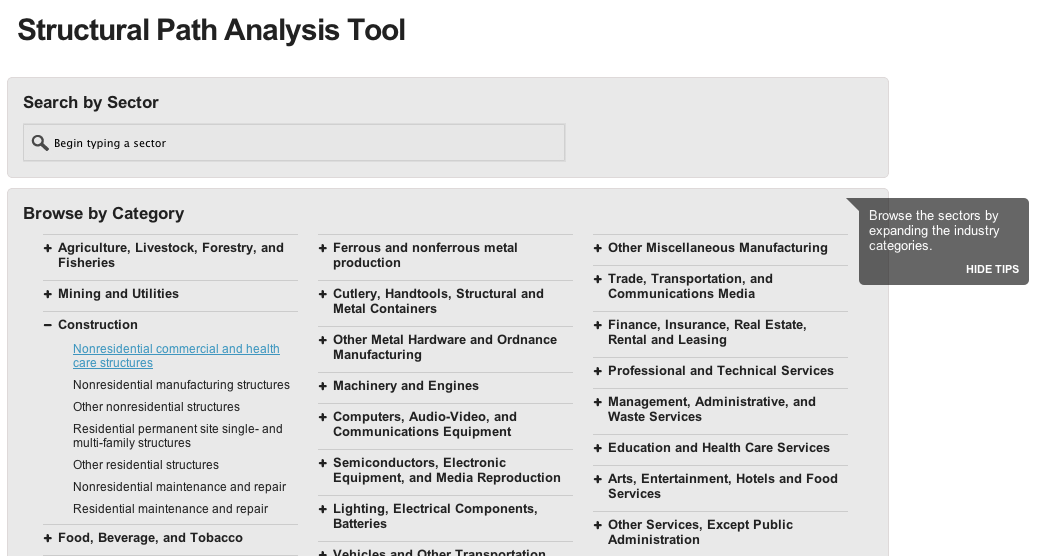 Structural Path Analysis Tool
Search by Sector
Begin typing a sector
Browse by Category
+ Agriculture, Livestock, Forestry, and
Fisheries
+ Mining and Utilities
− Construction
Nonresidential commercial and health
care structures
Nonresidential manufacturing structures
Other nonresidential structures
Residential permanent site single- and
multi-family structures
Other residential structures
Nonresidential maintenance and repair
Residential maintenance and repair
+ Food, Beverage, and Tobacco
+ Ferrous and nonferrous metal
production
+ Cutlery, Handtools, Structural and
Metal Containers
+ Other Metal Hardware and Ordnance
Manufacturing
+ Machinery and Engines
+ Computers, Audio-Video, and
Communications Equipment
+ Semiconductors, Electronic
Equipment, and Media Reproduction
+ Lighting, Electrical Components,
Batteries
Vehicles and Other Transportation
+ Other Miscellaneous Manufacturing
+ Trade, Transportation, and
Communications Media
+ Finance, Insurance, Real Estate,
Rental and Leasing
+ Professional and Technical Services
+ Management, Administrative, and
Waste Services
+ Education and Health Care Services
+ Arts, Entertainment, Hotels and Food
Services
+ Other Services, Except Public
Administration
Browse the sectors by
expanding the industry
categories.
HIDE TIPS